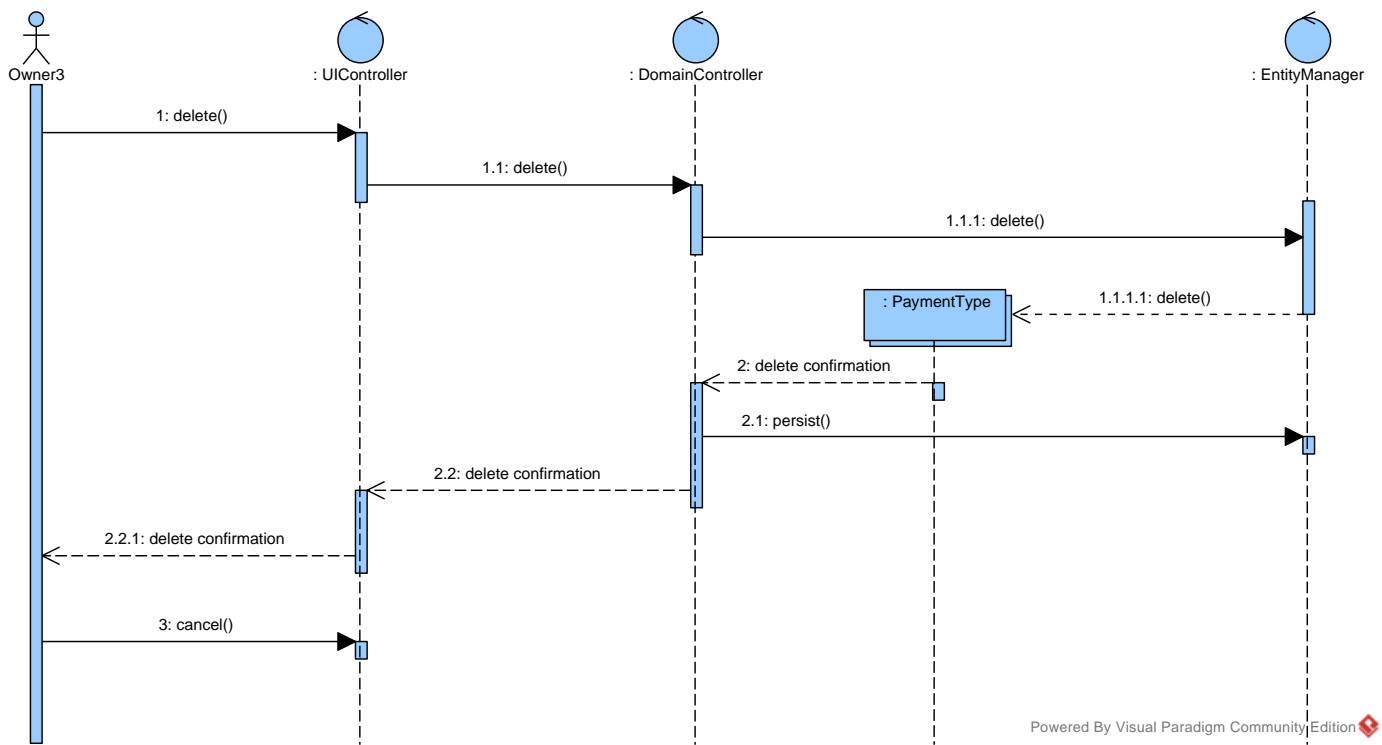 Owner3
: UIController
: DomainController
: EntityManager
1: delete()
1.1: delete()
1.1.1: delete()
: PaymentType
1.1.1.1: delete()
2: delete confirmation
2.1: persist()
2.2: delete confirmation
2.2.1: delete confirmation
3: cancel()
Powered By Visual Paradigm Community Edition